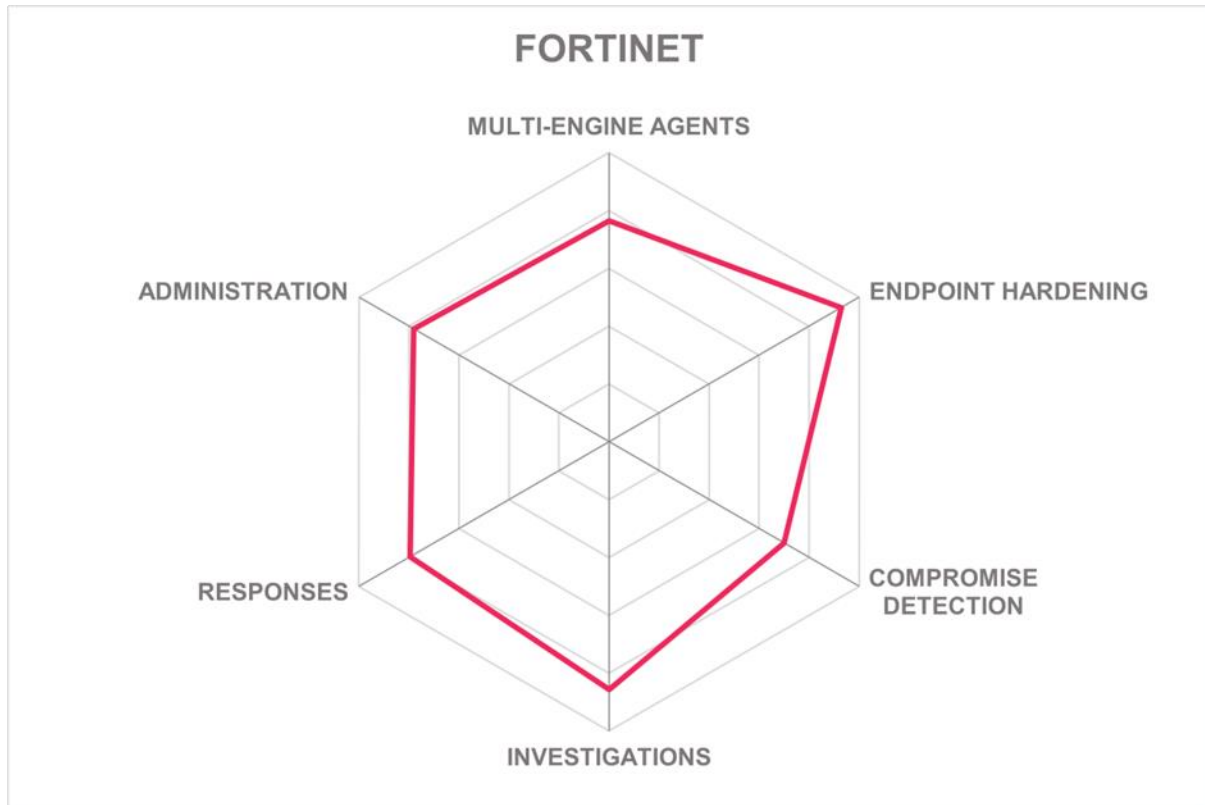 FORTINET
MULTI-ENGINE AGENTS
ADMINISTRATION
ENDPOINT HARDENING
RESPONSES
COMPROMISE
DETECTION
INVESTIGATIONS